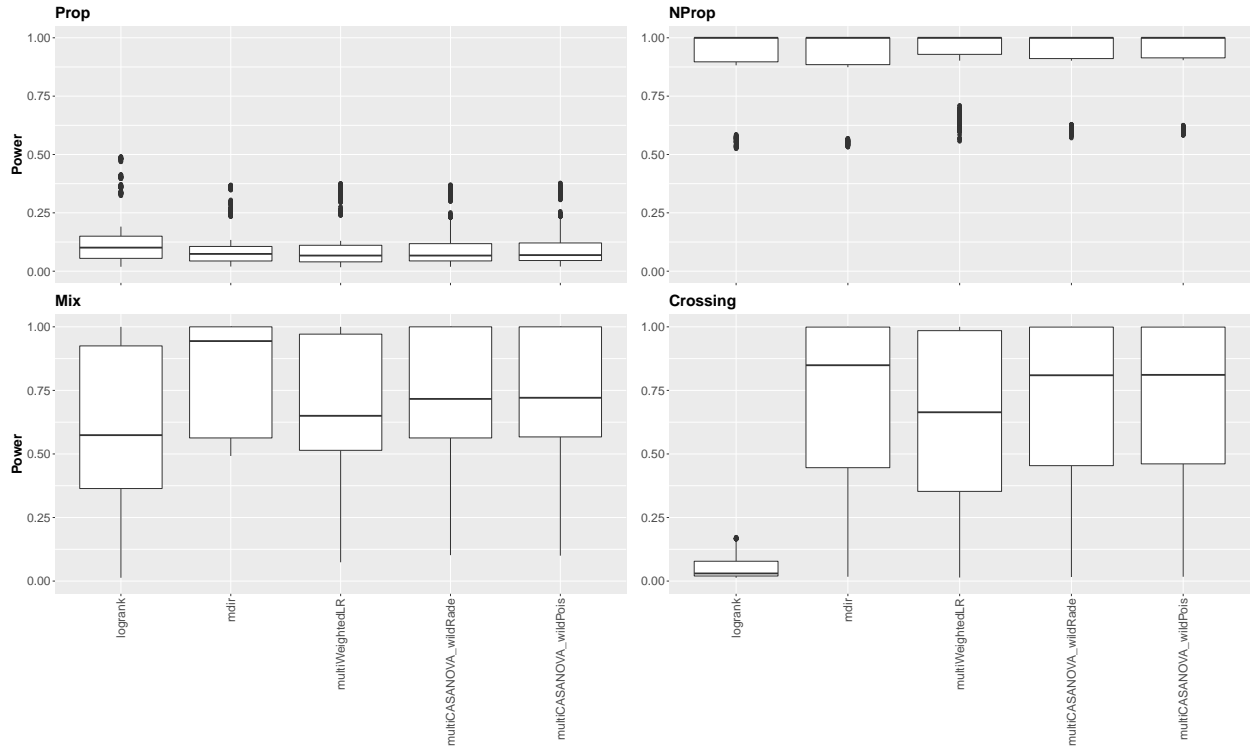 Prop
NProp
Power
1.00
0.75
0.50
0.25
0.00
1.00
0.75
0.50
0.25
0.00
Mix
Crossing
Power
1.00
0.75
0.50
0.25
0.00
1.00
0.75
0.50
0.25
0.00
logrank
mdir
multiWeightedLR
multiCASANOVA_wildRade
multiCASANOVA_wildPois
logrank
mdir
multiWeightedLR
multiCASANOVA_wildRade
multiCASANOVA_wildPois